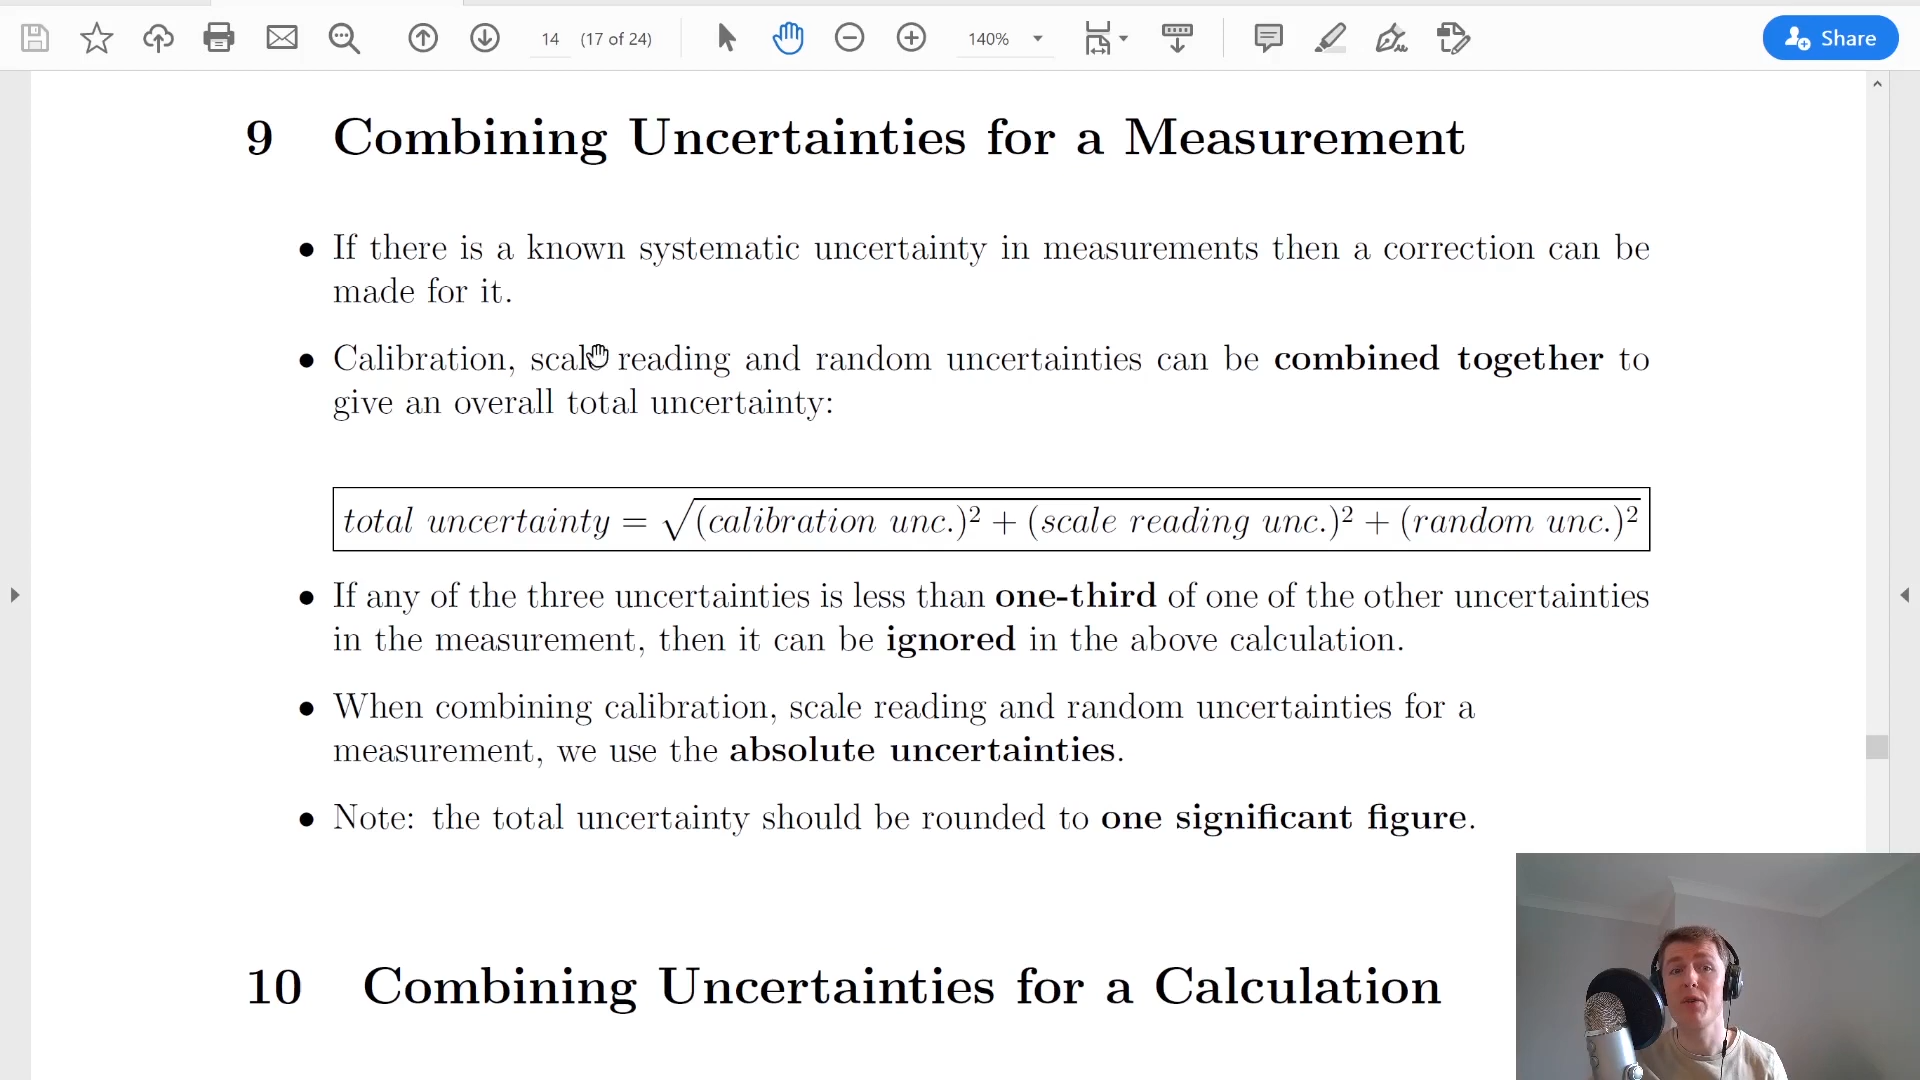 14 (17 of 24) 140% Share
9 Combining Uncertainties for a Measurement
• If there is a known systematic uncertainty in measurements then a correction can be
made for it.
• Calibration, scale reading and random uncertainties can be combined together to
give an overall total uncertainty:
total uncertainty = √(calibration unc.)² + (scale reading unc.)² + (random unc.)²
• If any of the three uncertainties is less than one-third of one of the other uncertainties
in the measurement, then it can be ignored in the above calculation.
• When combining calibration, scale reading and random uncertainties for a
measurement, we use the absolute uncertainties.
• Note: the total uncertainty should be rounded to one significant figure.
10 Combining Uncertainties for a Calculation